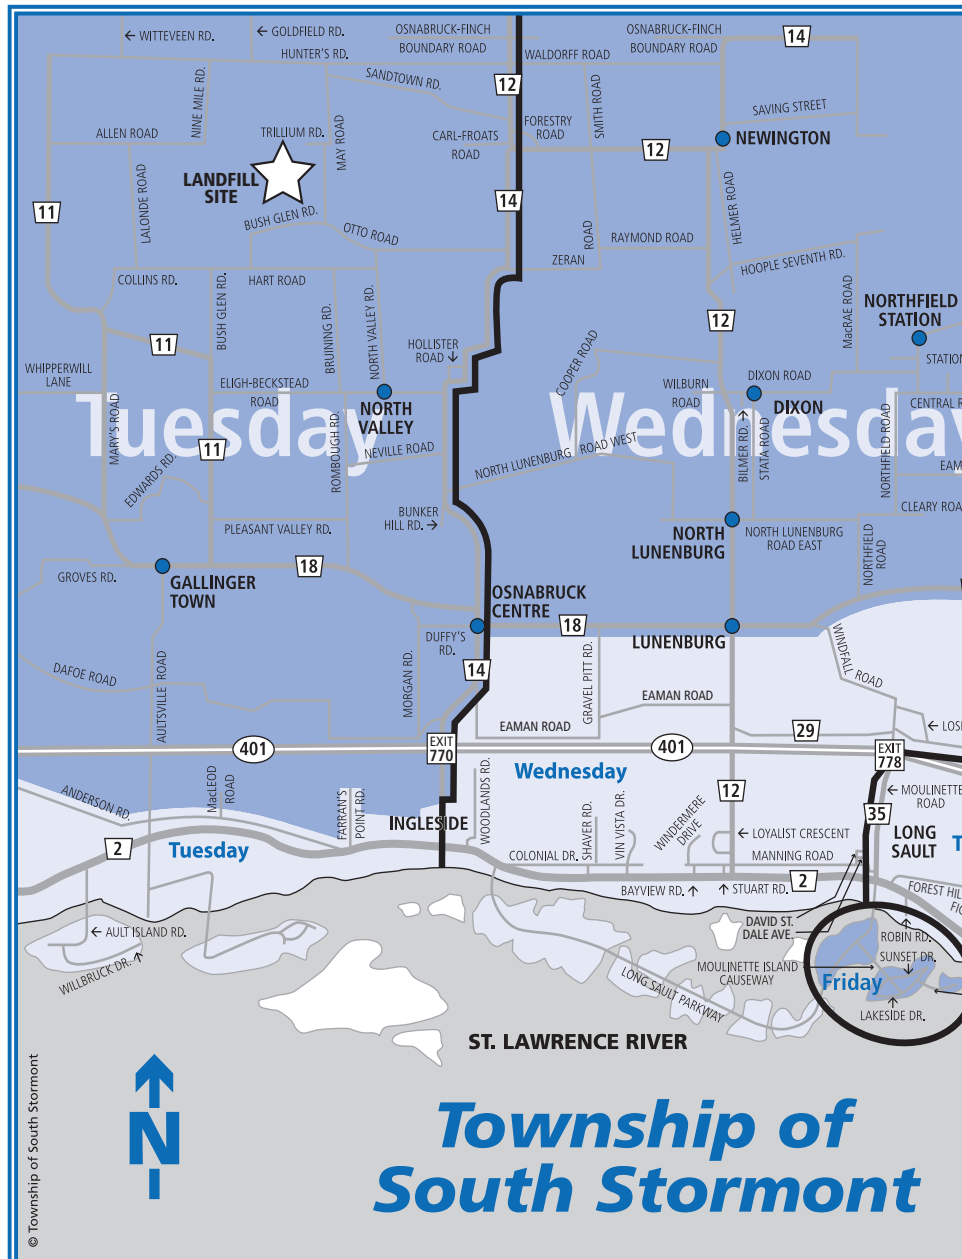 ← WITTEVEEN RD.
← GOLDFIELD RD.
HUNTER'S RD.
OSNABRUCK-FINCH
BOUNDARY ROAD
WALDORFF ROAD
OSNABRUCK-FINCH
BOUNDARY ROAD
14
SANDTOWN RD.
12
NINE MILE RD.
SMITH ROAD
SAVING STREET
ALLEN ROAD
TRILLIUM RD.
MAY ROAD
CARL-FROATS
ROAD
FORESTRY
ROAD
12
NEWINGTON
LANDFILL
SITE
LALONDE ROAD
11
14
BUSH GLEN RD.
OTTO ROAD
ROAD
ZERAN
RAYMOND ROAD
HELMER ROAD
HOOPLE SEVENTH RD.
COLLINS RD.
HART ROAD
BUSH GLEN RD.
BRUINING RD.
NORTH VALLEY RD.
MacRAE ROAD
NORTHFIELD
STATION
12
11
HOLLISTER
ROAD ↓
COOPER ROAD
STATION
WHIPPERWILL
LANE
ELIGH-BECKSTEAD
ROAD
WILBURN
ROAD
DIXON ROAD
DIXON
CENTRAL R
Tuesday
Wednesday
NORTH
VALLEY
MARY'S ROAD
11
ROMBOUGH RD.
NEVILLE ROAD
NORTH LUNENBURG ROAD WEST
BILMER RD. →
STATA ROAD
NORTHFIELD ROAD
EAM
EDWARDS RD.
CLEARY ROA
BUNKER
HILL RD. →
PLEASANT VALLEY RD.
NORTH
LUNENBURG
NORTH LUNENBURG
ROAD EAST
NORTHFIELD
ROAD
GROVES RD.
18
GALLINGER
TOWN
OSNABRUCK
CENTRE
18
DUFFY'S
RD.
LUNENBURG
DAFOE ROAD
AULTSVILLE ROAD
MORGAN RD.
14
GRAVEL PITT RD.
EAMAN ROAD
WINDFALL ROAD
EAMAN ROAD
29
← LOS
401
EXIT
770
401
EXIT
778
Wednesday
ANDERSON RD.
MacLEOD
ROAD
FARRAN'S
POINT RD.
WOODLANDS RD.
12
← MOULINETTE
ROAD
35
INGLESIDE
SHAVER RD.
VIN VISTA DR.
WINDERMERE
DRIVE
← LOYALIST CRESCENT
LONG
SAULT
2
Tuesday
T
COLONIAL DR.
MANNING ROAD
BAYVIEW RD. ↑
↑ STUART RD.
2
FOREST HIL
FIC
← AULT ISLAND RD.
WILLBRUCK DR. ↑
DAVID ST.
DALE AVE.
ROBIN RD.
SUNSET DR.
MOULINETTE ISLAND
CAUSEWAY
Friday
LAKESIDE DR.
LONG SAULT PARKWAY
ST. LAWRENCE RIVER
N
Township of
South Stormont
© Township of South Stormont